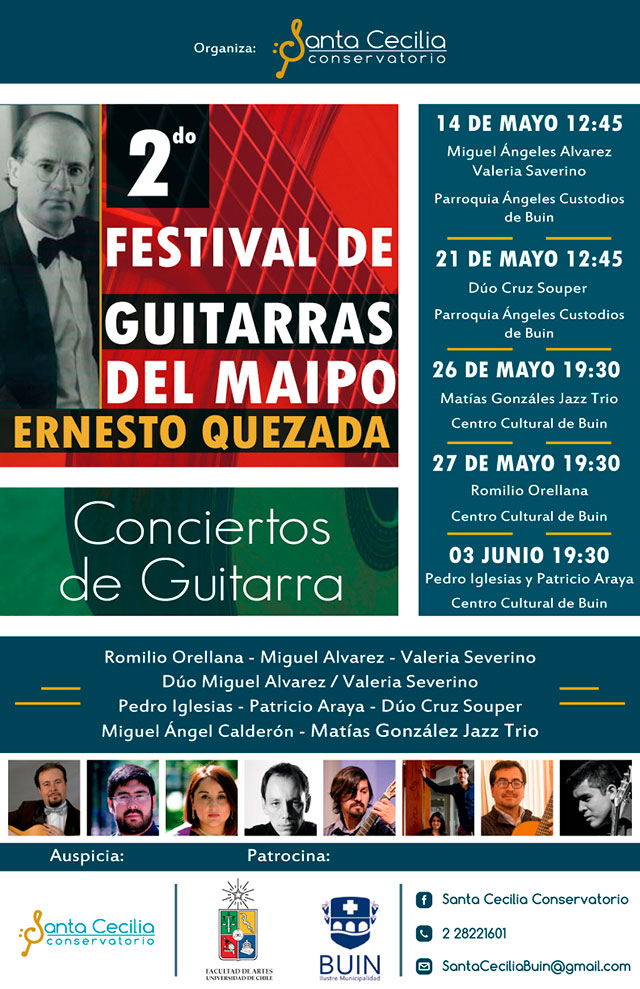 Organiza:
Santa Cecilia
conservatorio
2do
FESTIVAL DE
GUITARRAS
DEL MAIPO
ERNESTO QUEZADA
Conciertos
de Guitarra
14 DE MAYO 12:45
Miguel Ángeles Alvarez
Valeria Saverino
Parroquia Ángeles Custodios
de Buin
21 DE MAYO 12:45
Dúo Cruz Souper
Parroquia Ángeles Custodios
de Buin
26 DE MAYO 19:30
Matías Gonzáles Jazz Trio
Centro Cultural de Buin
27 DE MAYO 19:30
Romilio Orellana
Centro Cultural de Buin
03 JUNIO 19:30
Pedro Iglesias y Patricio Araya
Centro Cultural de Buin
Romilio Orellana - Miguel Alvarez - Valeria Severino
Dúo Miguel Alvarez / Valeria Severino
Pedro Iglesias - Patricio Araya - Dúo Cruz Souper
Miguel Ángel Calderón - Matías González Jazz Trio
Auspicia:
Patrocina:
Santa Cecilia
conservatorio
FACULTAD DE ARTES
UNIVERSIDAD DE CHILE
BUIN
Ilustre Municipalidad
Santa Cecilia Conservatorio
2 28221601
SantaCeciliaBuin@gmail.com